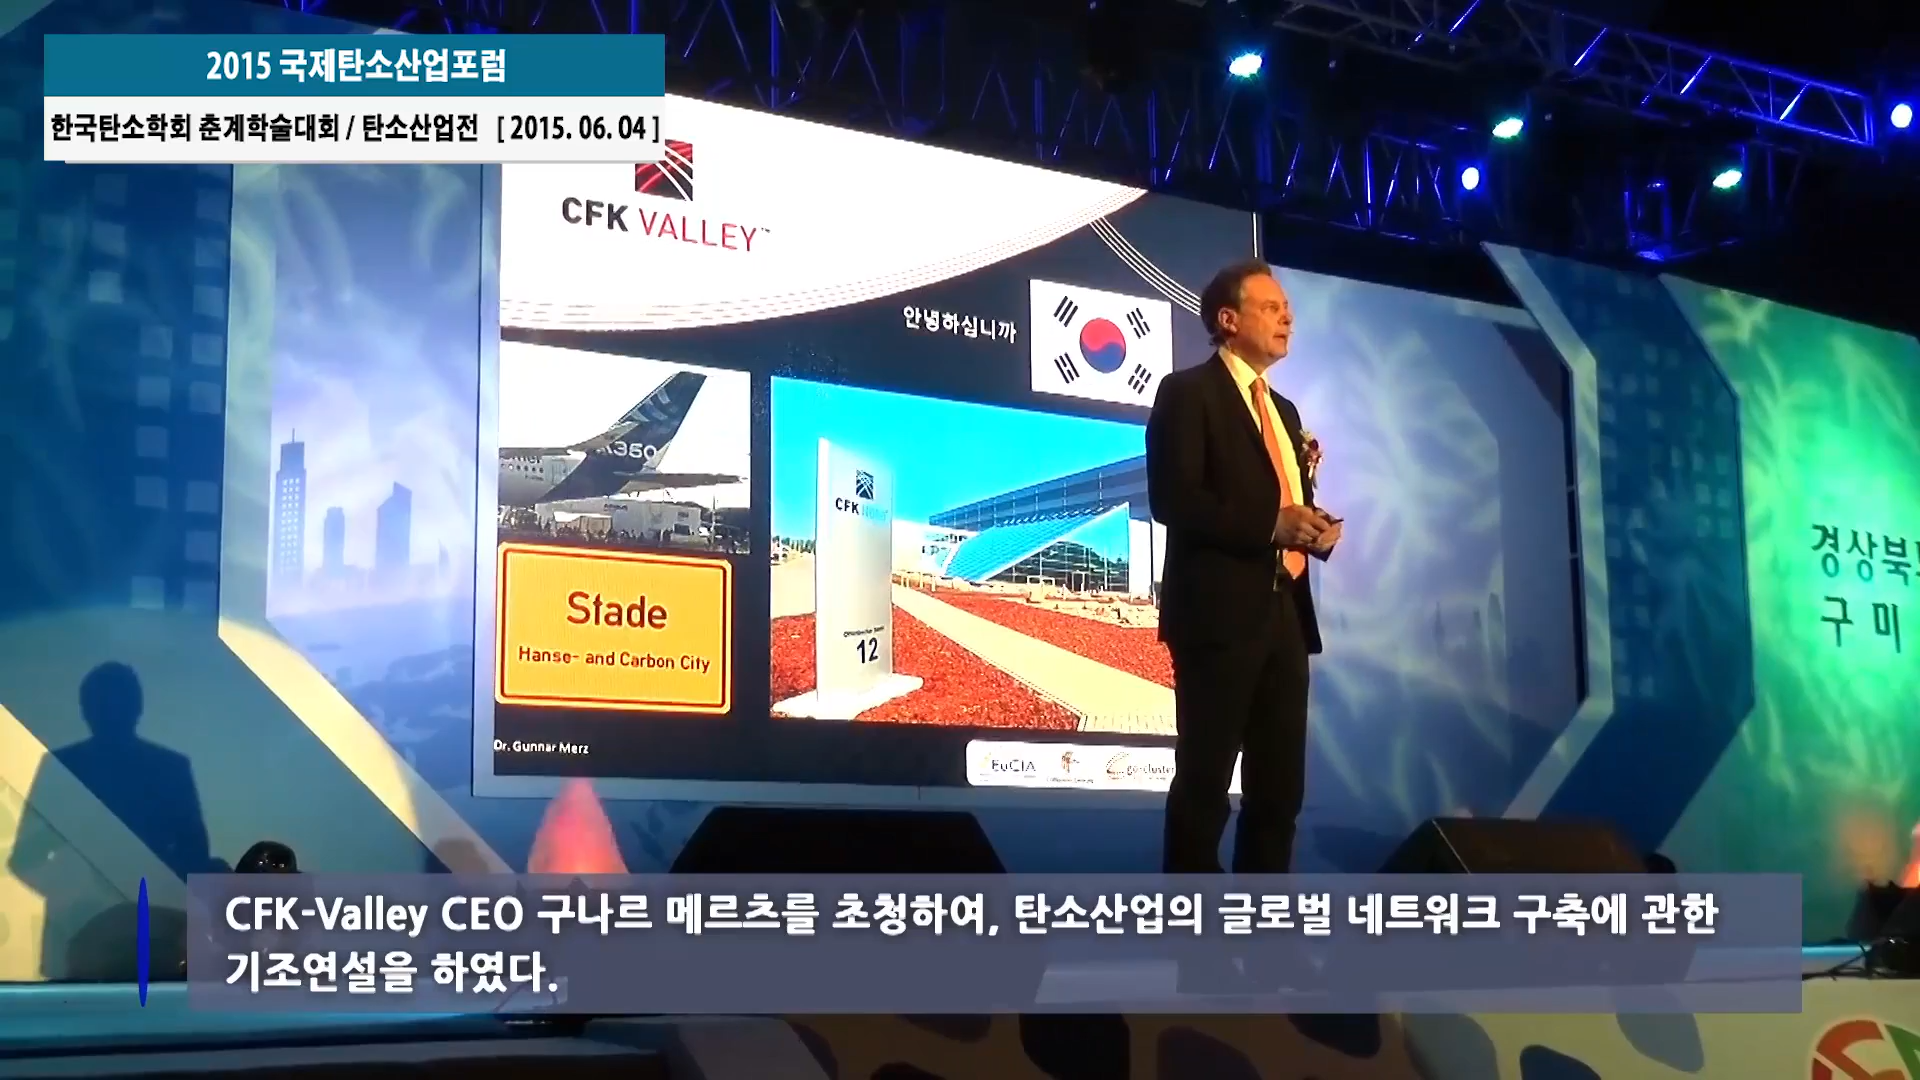 2015 국제탄소산업포럼
한국탄소학회 춘계학술대회 / 탄소산업전 [ 2015. 06. 04 ]
CFK VALLEY™
안녕하십니까
A350
CFK
12
Stade
Hanse- and Carbon City
Dr. Gunnar Merz
EuCIA
go-cluster
경상북
구미
CFK-Valley CEO 구나르 메르츠를 초청하여, 탄소산업의 글로벌 네트워크 구축에 관한
기조연설을 하였다.